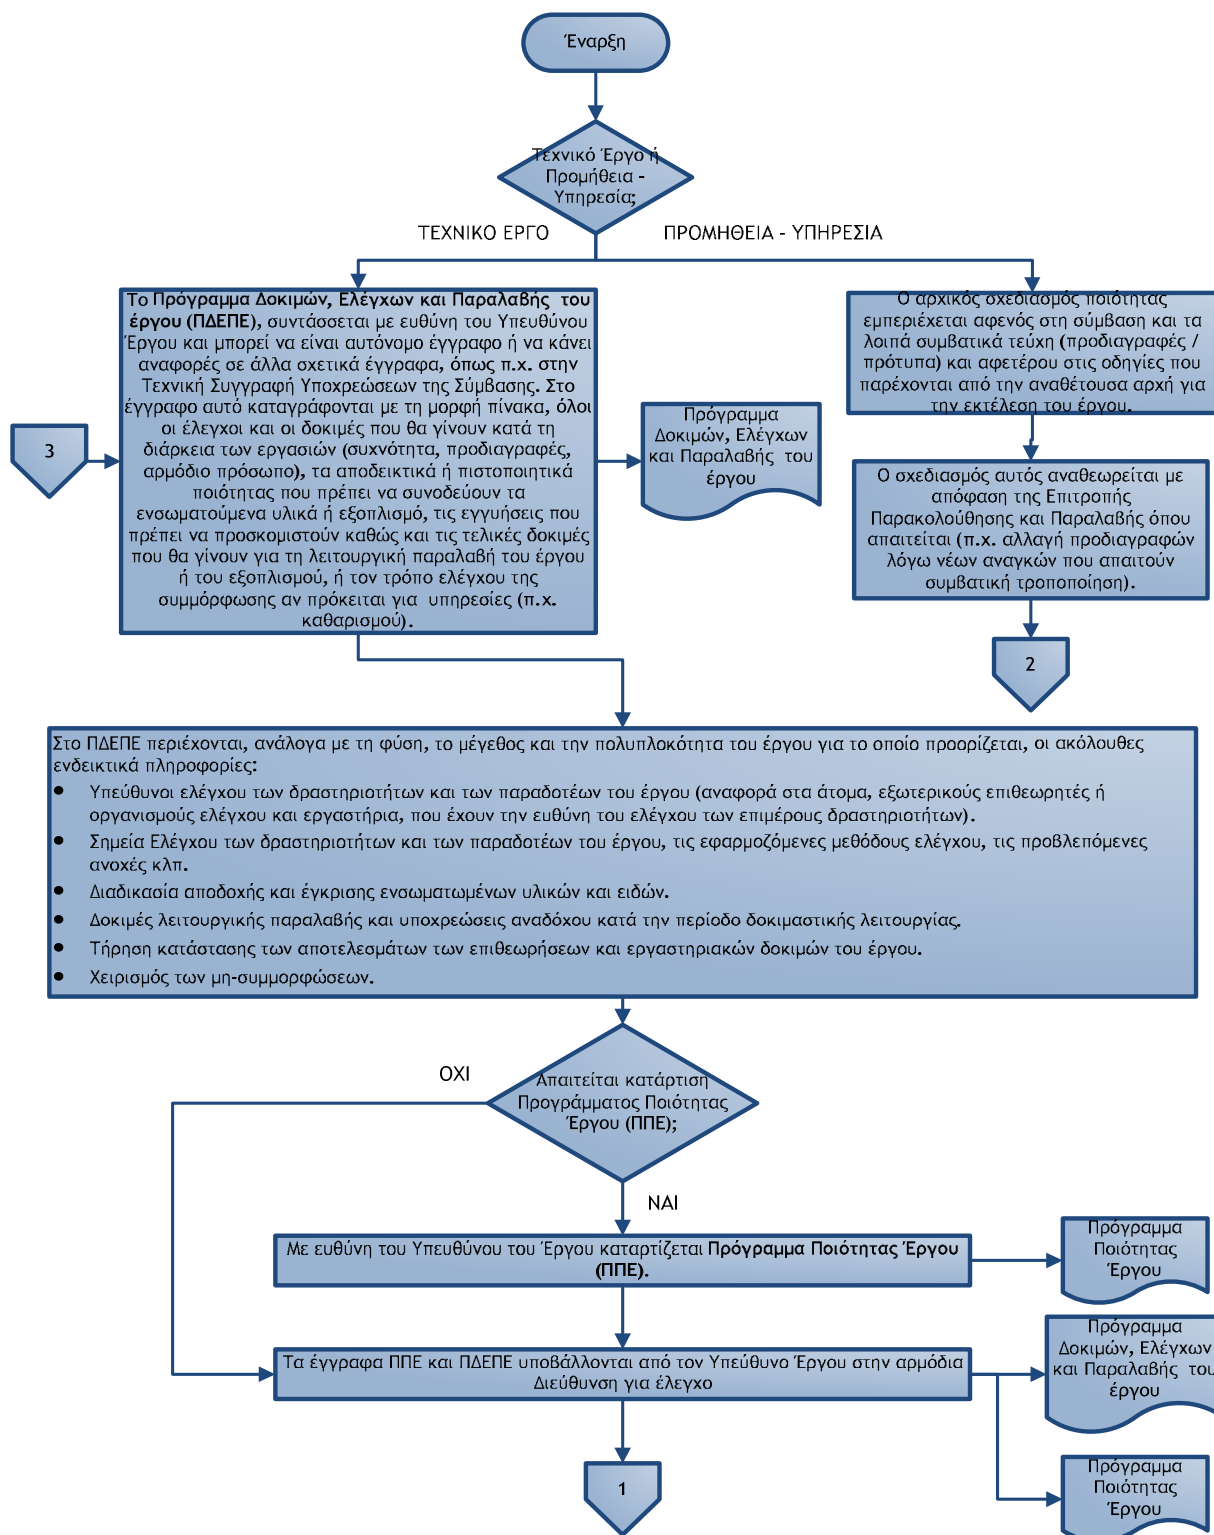 Έναρξη
Τεχνικό Έργο ή
Προμήθεια -
Υπηρεσία;
ΤΕΧΝΙΚΟ ΕΡΓΟ
ΠΡΟΜΗΘΕΙΑ - ΥΠΗΡΕΣΙΑ
Το Πρόγραμμα Δοκιμών, Ελέγχων και Παραλαβής του
έργου (ΠΔΕΠΕ), συντάσσεται με ευθύνη του Υπευθύνου
Έργου και μπορεί να είναι αυτόνομο έγγραφο ή να κάνει
αναφορές σε άλλα σχετικά έγγραφα, όπως π.χ. στην
Τεχνική Συγγραφή Υποχρεώσεων της Σύμβασης. Στο
έγγραφο αυτό καταγράφονται με τη μορφή πίνακα, όλοι
οι έλεγχοι και οι δοκιμές που θα γίνουν κατά τη
διάρκεια των εργασιών (συχνότητα, προδιαγραφές,
αρμόδιο πρόσωπο), τα αποδεικτικά ή πιστοποιητικά
ποιότητας που πρέπει να συνοδεύουν τα
ενσωματούμενα υλικά ή εξοπλισμό, τις εγγυήσεις που
πρέπει να προσκομιστούν καθώς και τις τελικές δοκιμές
που θα γίνουν για τη λειτουργική παραλαβή του έργου
ή του εξοπλισμού, ή τον τρόπο ελέγχου της
συμμόρφωσης αν πρόκειται για υπηρεσίες (π.χ.
καθαρισμού).
3
Πρόγραμμα
Δοκιμών, Ελέγχων
και Παραλαβής του
έργου
Ο αρχικός σχεδιασμός ποιότητας
εμπεριέχεται αφενός στη σύμβαση και τα
λοιπά συμβατικά τεύχη (προδιαγραφές /
πρότυπα) και αφετέρου στις οδηγίες που
παρέχονται από την αναθέτουσα αρχή για
την εκτέλεση του έργου.
Ο σχεδιασμός αυτός αναθεωρείται με
απόφαση της Επιτροπής
Παρακολούθησης και Παραλαβής όπου
απαιτείται (π.χ. αλλαγή προδιαγραφών
λόγω νέων αναγκών που απαιτούν
συμβατική τροποποίηση).
2
Στο ΠΔΕΠΕ περιέχονται, ανάλογα με τη φύση, το μέγεθος και την πολυπλοκότητα του έργου για το οποίο προορίζεται, οι ακόλουθες
ενδεικτικά πληροφορίες:
● Υπεύθυνοι ελέγχου των δραστηριοτήτων και των παραδοτέων του έργου (αναφορά στα άτομα, εξωτερικούς επιθεωρητές ή
οργανισμούς ελέγχου και εργαστήρια, που έχουν την ευθύνη του ελέγχου των επιμέρους δραστηριοτήτων).
● Σημεία Ελέγχου των δραστηριοτήτων και των παραδοτέων του έργου, τις εφαρμοζόμενες μεθόδους ελέγχου, τις προβλεπόμενες
ανοχές κλπ.
● Διαδικασία αποδοχής και έγκρισης ενσωματωμένων υλικών και ειδών.
● Δοκιμές λειτουργικής παραλαβής και υποχρεώσεις αναδόχου κατά την περίοδο δοκιμαστικής λειτουργίας.
● Τήρηση κατάστασης των αποτελεσμάτων των επιθεωρήσεων και εργαστηριακών δοκιμών του έργου.
● Χειρισμός των μη-συμμορφώσεων.
ΟΧΙ
Απαιτείται κατάρτιση
Προγράμματος Ποιότητας
Έργου (ΠΠΕ);
ΝΑΙ
Με ευθύνη του Υπευθύνου του Έργου καταρτίζεται Πρόγραμμα Ποιότητας Έργου
(ΠΠΕ).
Πρόγραμμα
Ποιότητας
Έργου
Τα έγγραφα ΠΠΕ και ΠΔΕΠΕ υποβάλλονται από τον Υπεύθυνο Έργου στην αρμόδια
Διεύθυνση για έλεγχο
Πρόγραμμα
Δοκιμών, Ελέγχων
και Παραλαβής του
έργου
1
Πρόγραμμα
Ποιότητας
Έργου